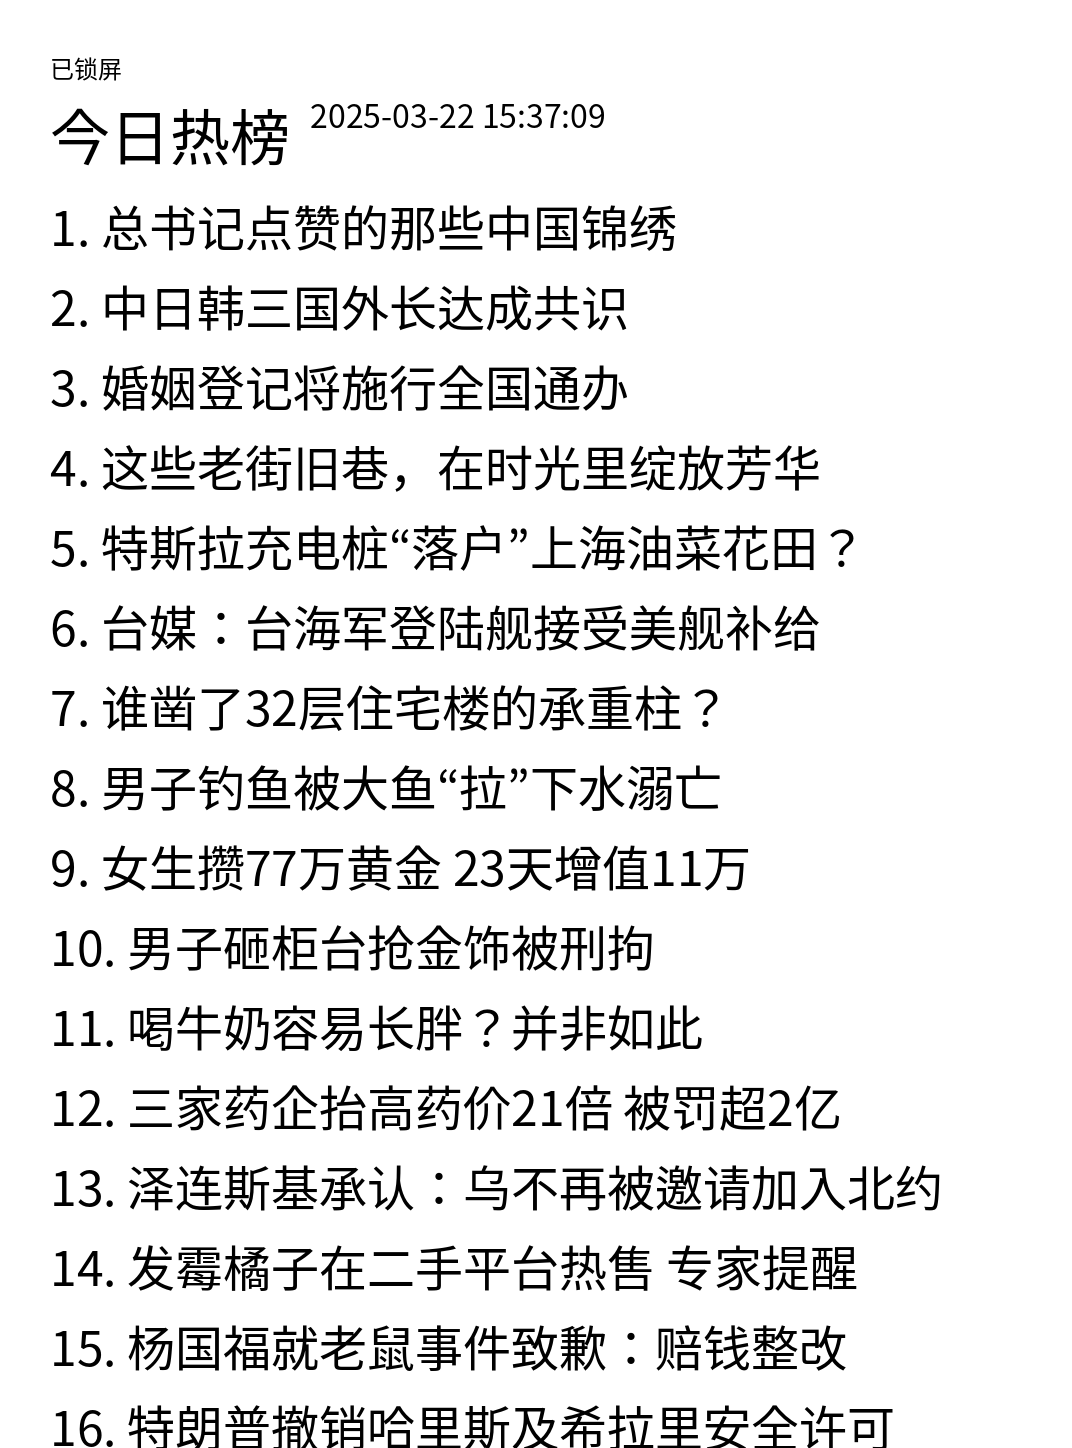 已锁屏
今日热榜 2025-03-22 15:37:09
1. 总书记点赞的那些中国锦绣
2. 中日韩三国外长达成共识
3. 婚姻登记将施行全国通办
4. 这些老街旧巷，在时光里绽放芳华
5. 特斯拉充电桩“落户”上海油菜花田？
6. 台媒：台海军登陆舰接受美舰补给
7. 谁凿了32层住宅楼的承重柱？
8. 男子钓鱼被大鱼“拉”下水溺亡
9. 女生攒77万黄金 23天增值11万
10. 男子砸柜台抢金饰被刑拘
11. 喝牛奶容易长胖？并非如此
12. 三家药企抬高药价21倍 被罚超2亿
13. 泽连斯基承认：乌不再被邀请加入北约
14. 发霉橘子在二手平台热售 专家提醒
15. 杨国福就老鼠事件致歉：赔钱整改
16. 特朗普撤销哈里斯及希拉里安全许可